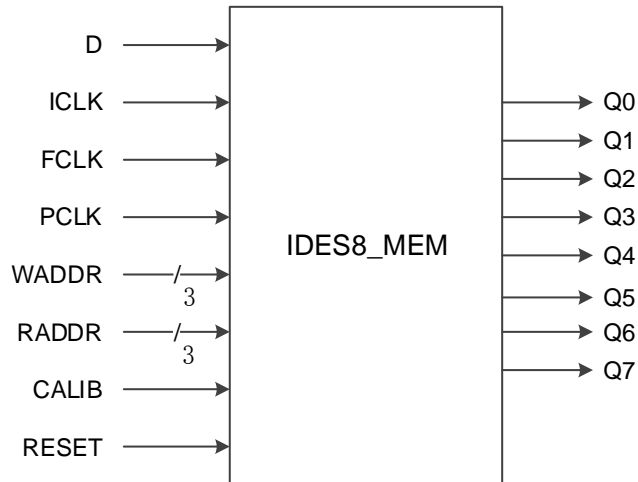 D
ICLK
FCLK
PCLK
WADDR
/
3
RADDR
/
3
CALIB
RESET
IDES8_MEM
Q0
Q1
Q2
Q3
Q4
Q5
Q6
Q7